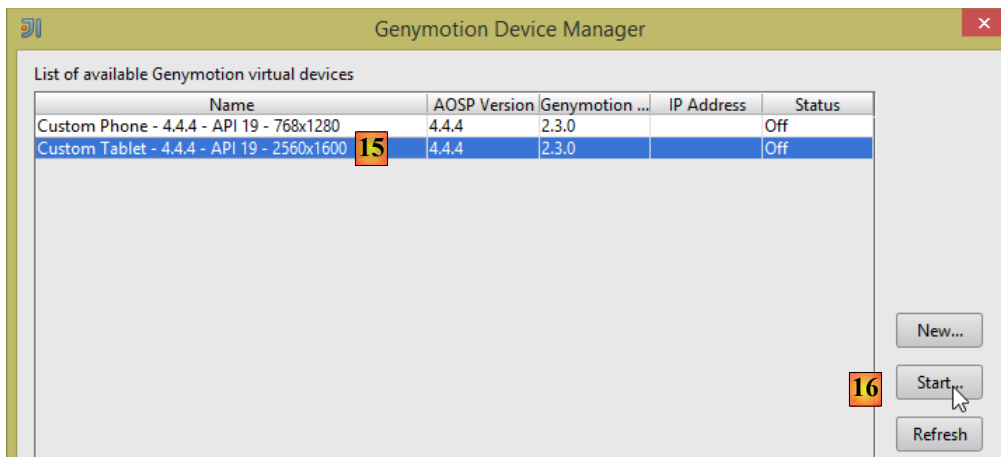 Genymotion Device Manager
List of available Genymotion virtual devices
Name AOSP Version Genymotion ... IP Address Status
Custom Phone - 4.4.4 - API 19 - 768x1280 4.4.4 2.3.0 Off
Custom Tablet - 4.4.4 - API 19 - 2560x1600 15 4.4.4 2.3.0 Off
New...
16 Start...
Refresh